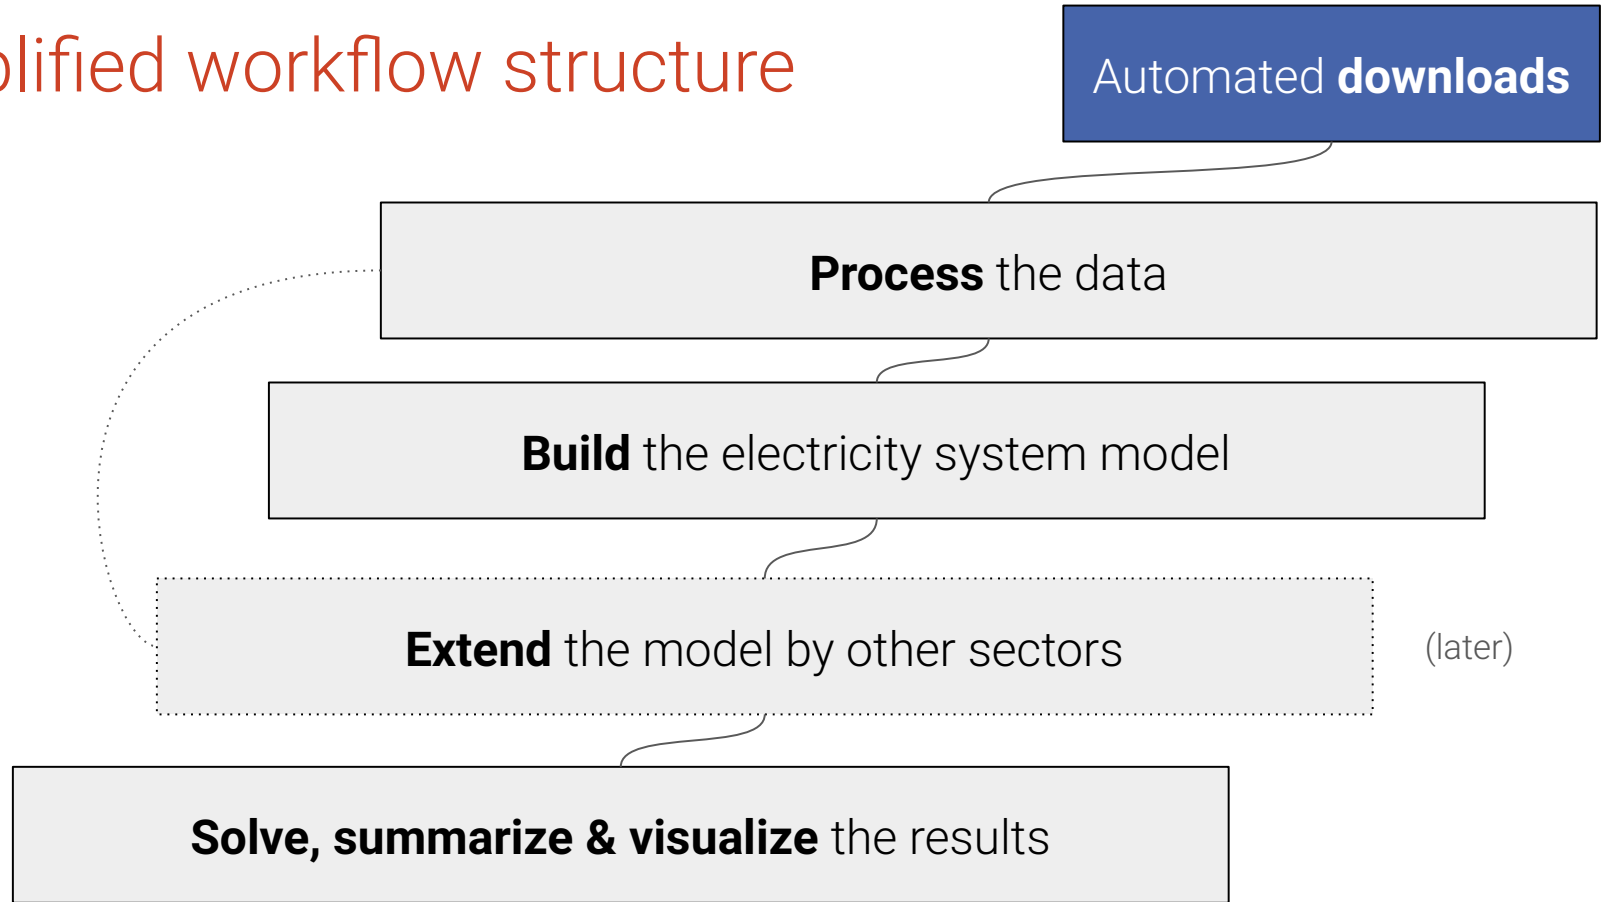 workflow structure
Automated downloads
Process the data
Build the electricity system model
Extend the model by other sectors
(later)
Solve, summarize & visualize the results